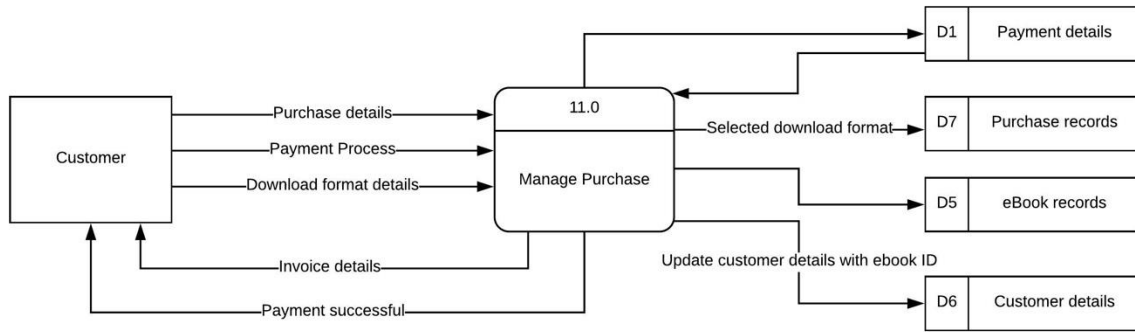 D1 Payment details
11.0
Purchase details
Selected download format
D7 Purchase records
Customer
Payment Process
Manage Purchase
Download format details
D5 eBook records
Update customer details with ebook ID
Invoice details
D6 Customer details
Payment successful